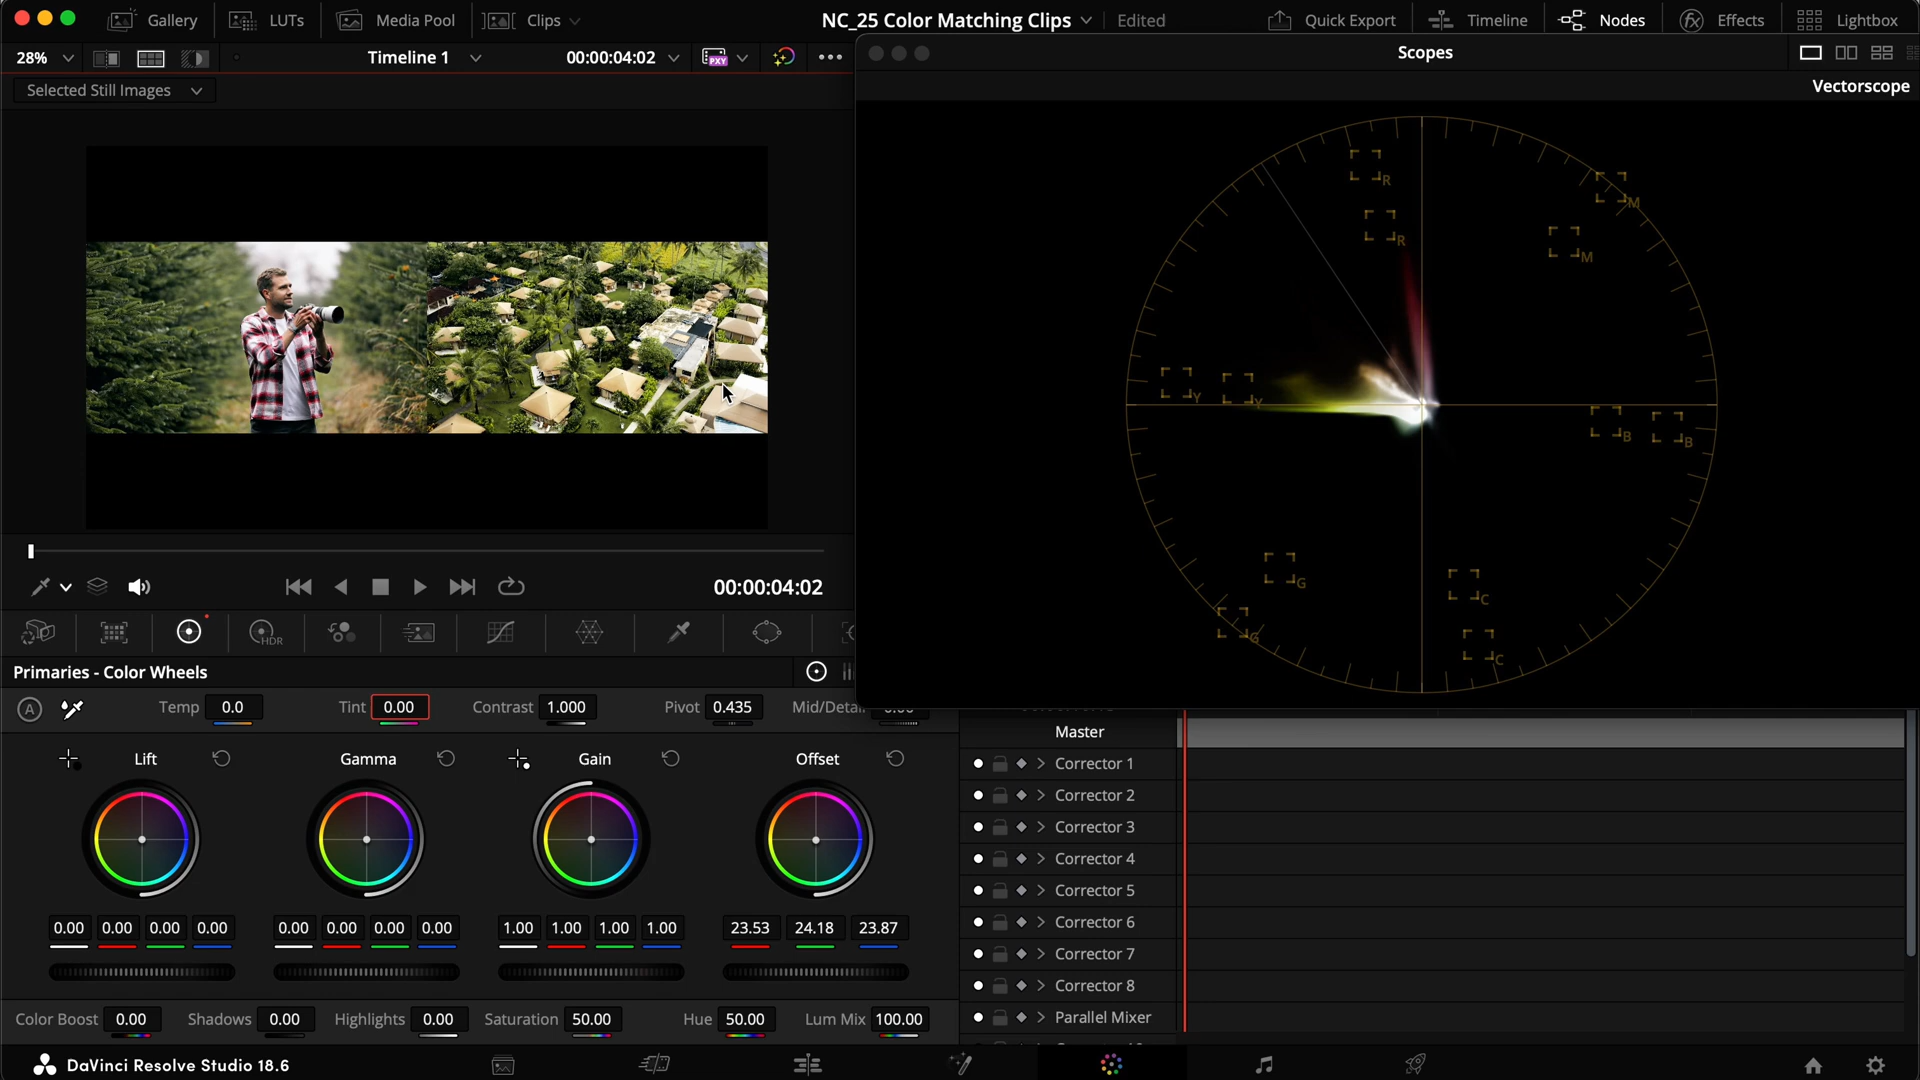 Gallery
LUTs
Media Pool
Clips
NC_25 Color Matching Clips
Edited
Quick Export
Timeline
Nodes
Effects
Lightbox
28%
Timeline 1
00:00:04:02
PXY
Scopes
Selected Still Images
Vectorscope
R
M
R
M
Y
Y
B
B
G
C
G
C
00:00:04:02
HDR
Primaries - Color Wheels
A
Temp 0.0
Tint 0.00
Contrast 1.000
Pivot 0.435
Mid/Detail
Master
Lift
Gamma
Gain
Offset
Corrector 1
Corrector 2
Corrector 3
Corrector 4
Corrector 5
Corrector 6
0.00 0.00 0.00 0.00
0.00 0.00 0.00 0.00
1.00 1.00 1.00 1.00
23.53 24.18 23.87
Corrector 7
Corrector 8
Parallel Mixer
Color Boost 0.00
Shadows 0.00
Highlights 0.00
Saturation 50.00
Hue 50.00
Lum Mix 100.00
DaVinci Resolve Studio 18.6